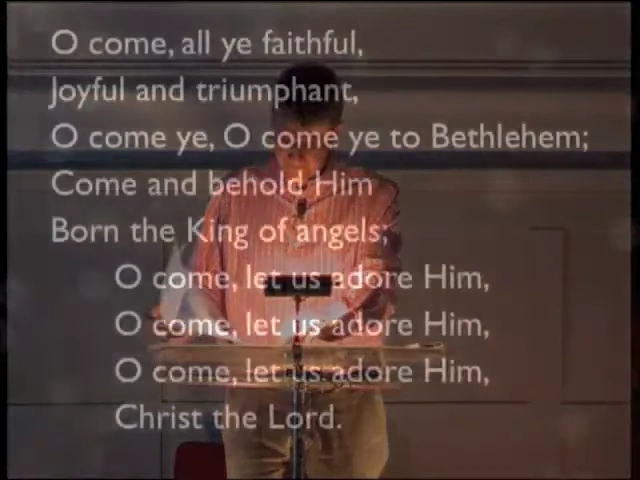 O come, all ye faithful,
Joyful and triumphant,
O come ye, O come ye to Bethlehem;
Come and behold Him
Born the King of angels;
O come, let us adore Him,
O come, let us adore Him,
O come, let us adore Him,
Christ the Lord.